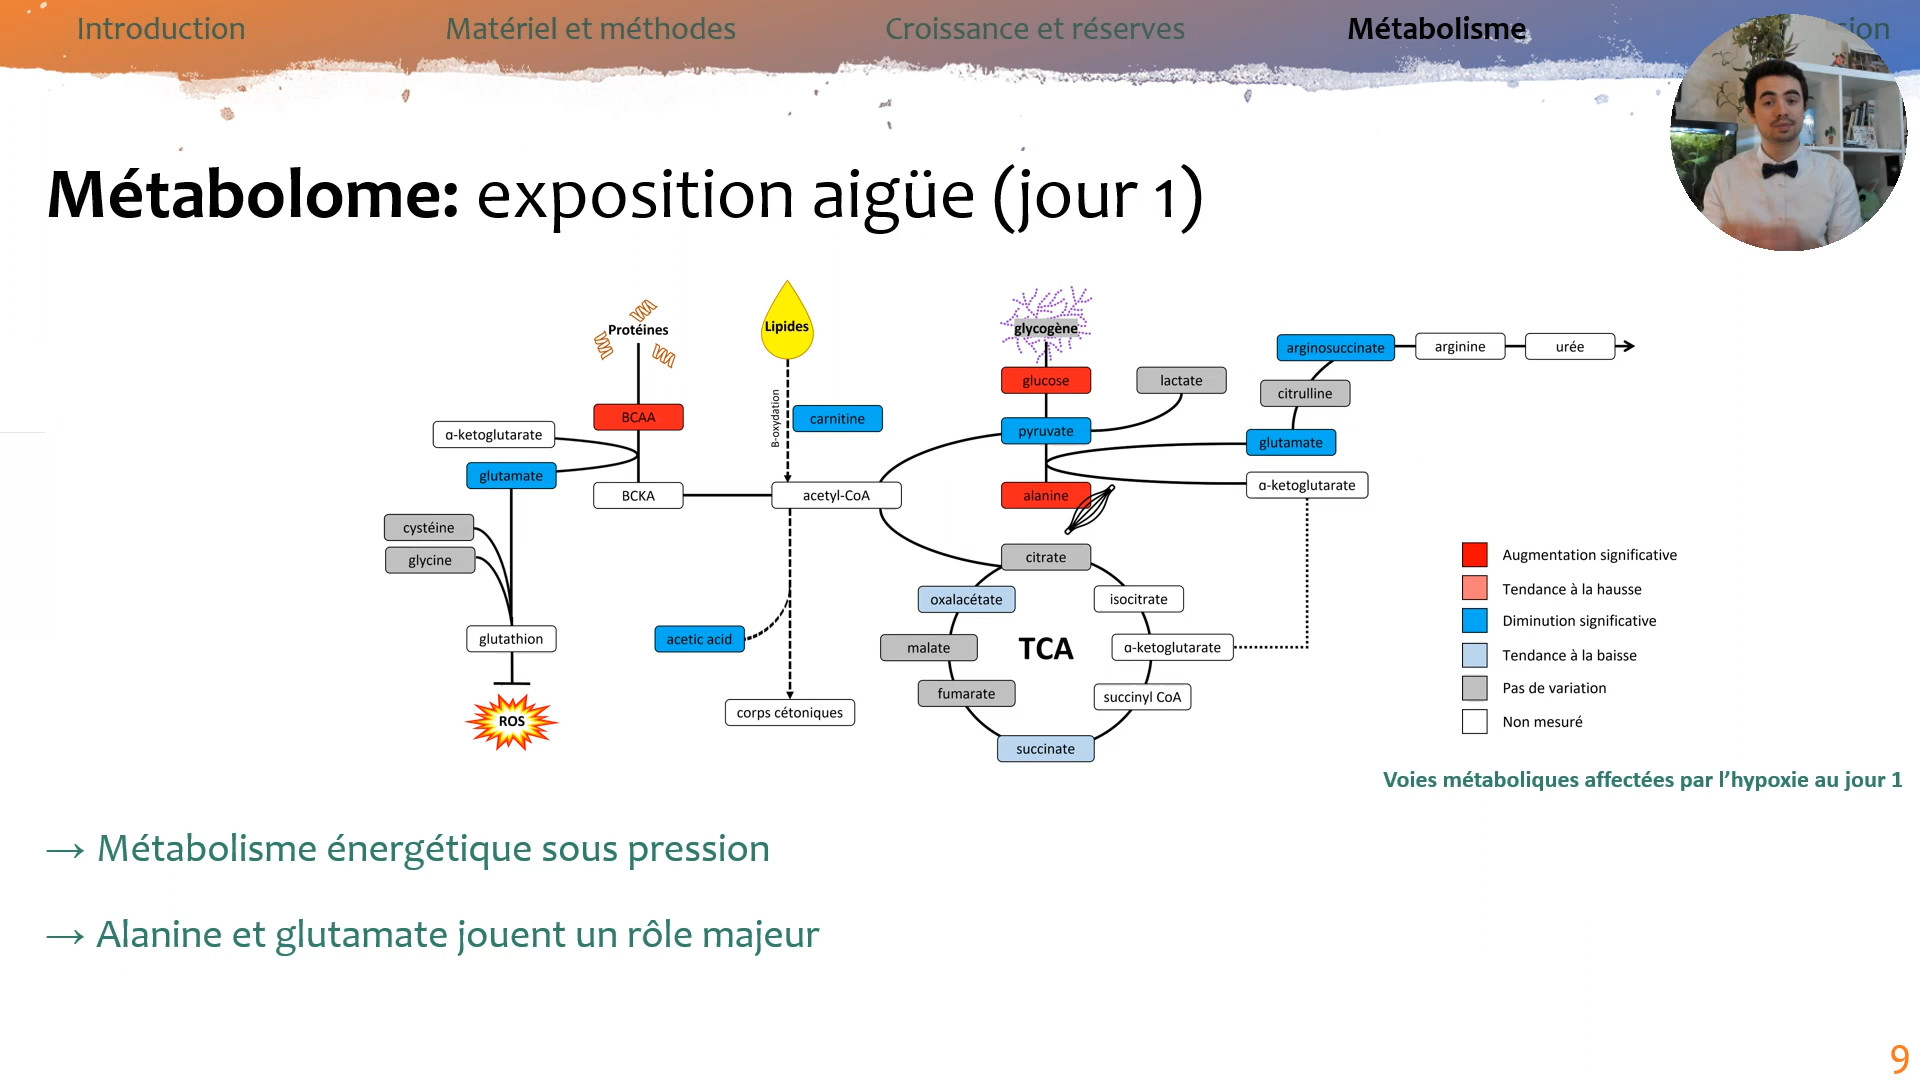 Introduction
Matériel et méthodes
Croissance et réserves
Métabolisme
ion
Métabolome: exposition aigüe (jour 1)
Protéines
Lipides
glycogène
arginosuccinate
arginine
urée
glucose
lactate
citrulline
BCAA
B-oxydation
carnitine
α-ketoglutarate
pyruvate
glutamate
glutamate
α-ketoglutarate
BCKA
acetyl-CoA
alanine
cystéine
glycine
citrate
oxalacétate
isocitrate
glutathion
acetic acid
malate
TCA
α-ketoglutarate
fumarate
succinyl CoA
corps cétoniques
ROS
succinate
Augmentation significative
Tendance à la hausse
Diminution significative
Tendance à la baisse
Pas de variation
Non mesuré
Voies métaboliques affectées par l’hypoxie au jour 1
→ Métabolisme énergétique sous pression
→ Alanine et glutamate jouent un rôle majeur
9